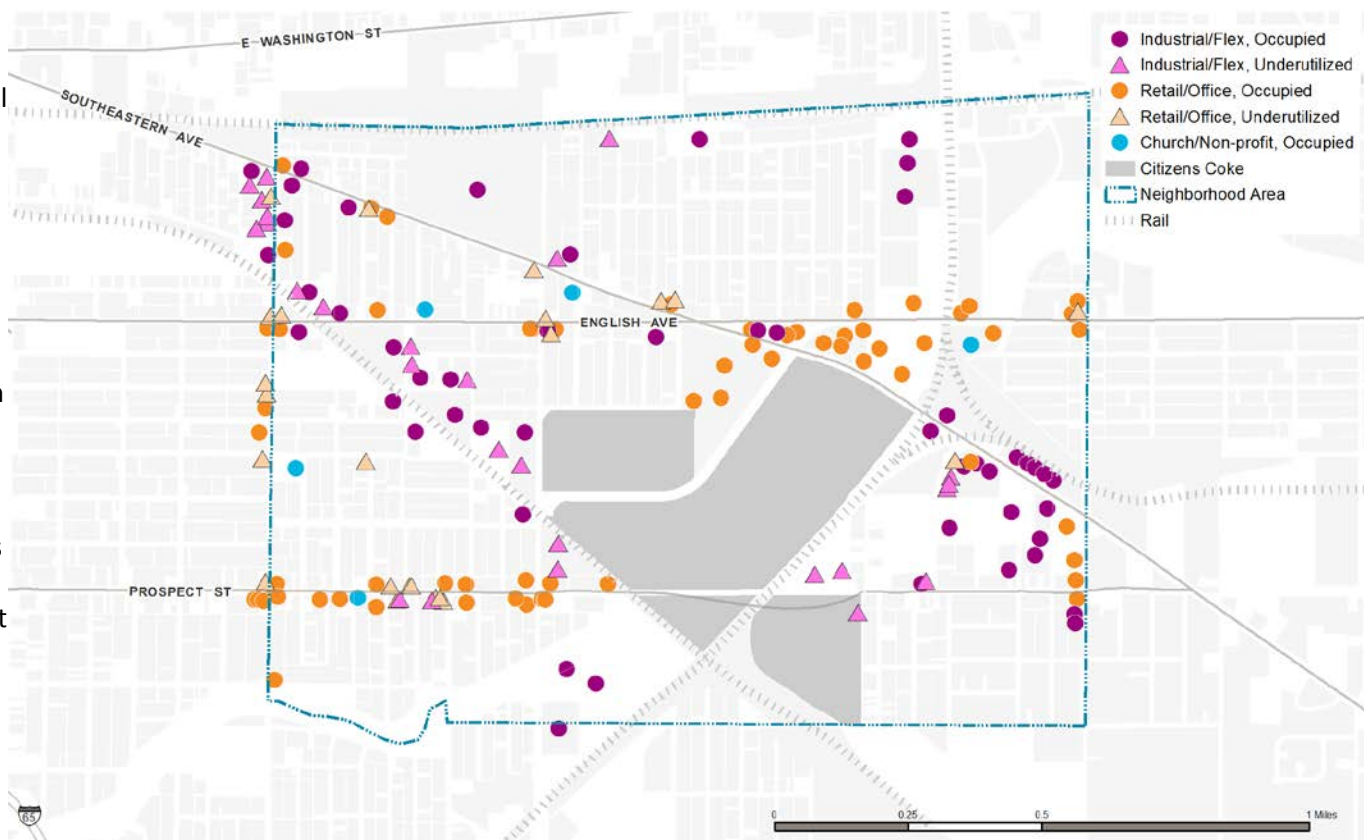 E WASHINGTON ST
SOUTHEASTERN AVE
ENGLISH AVE
PROSPECT ST
Industrial/Flex, Occupied
Industrial/Flex, Underutilized
Retail/Office, Occupied
Retail/Office, Underutilized
Church/Non-profit, Occupied
Citizens Coke
Neighborhood Area
Rail
65
0 0.25 0.5 1 Miles